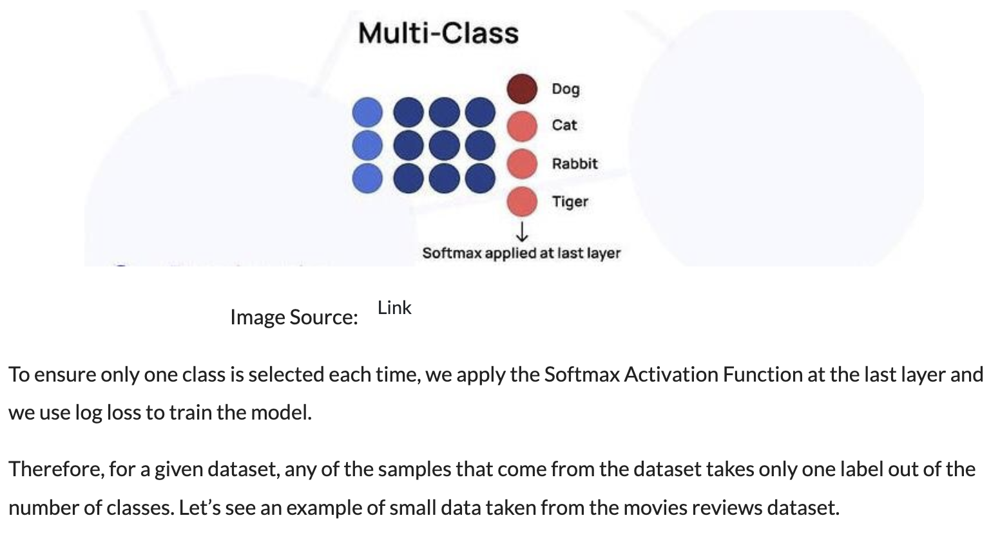 Multi-Class
Dog
Cat
Rabbit
Tiger
Softmax applied at last layer
Image Source: Link
To ensure only one class is selected each time, we apply the Softmax Activation Function at the last layer and
we use log loss to train the model.
Therefore, for a given dataset, any of the samples that come from the dataset takes only one label out of the
number of classes. Let’s see an example of small data taken from the movies reviews dataset.